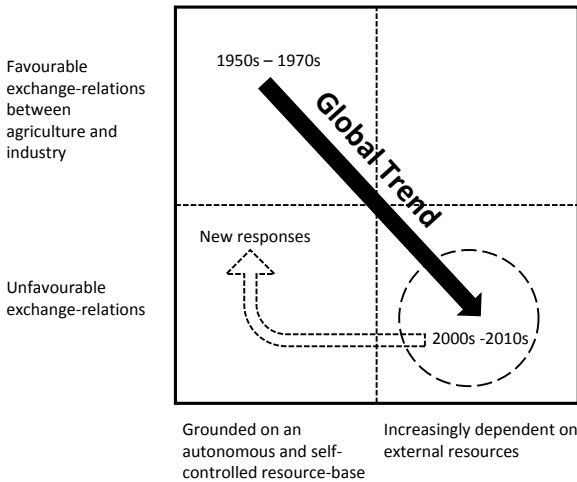 Favourable
exchange-relations
between
agriculture and
industry
1950s – 1970s
Global Trend
New responses
Unfavourable
exchange-relations
2000s -2010s
Grounded on an
autonomous and self-
controlled resource-base
Increasingly dependent on
external resources